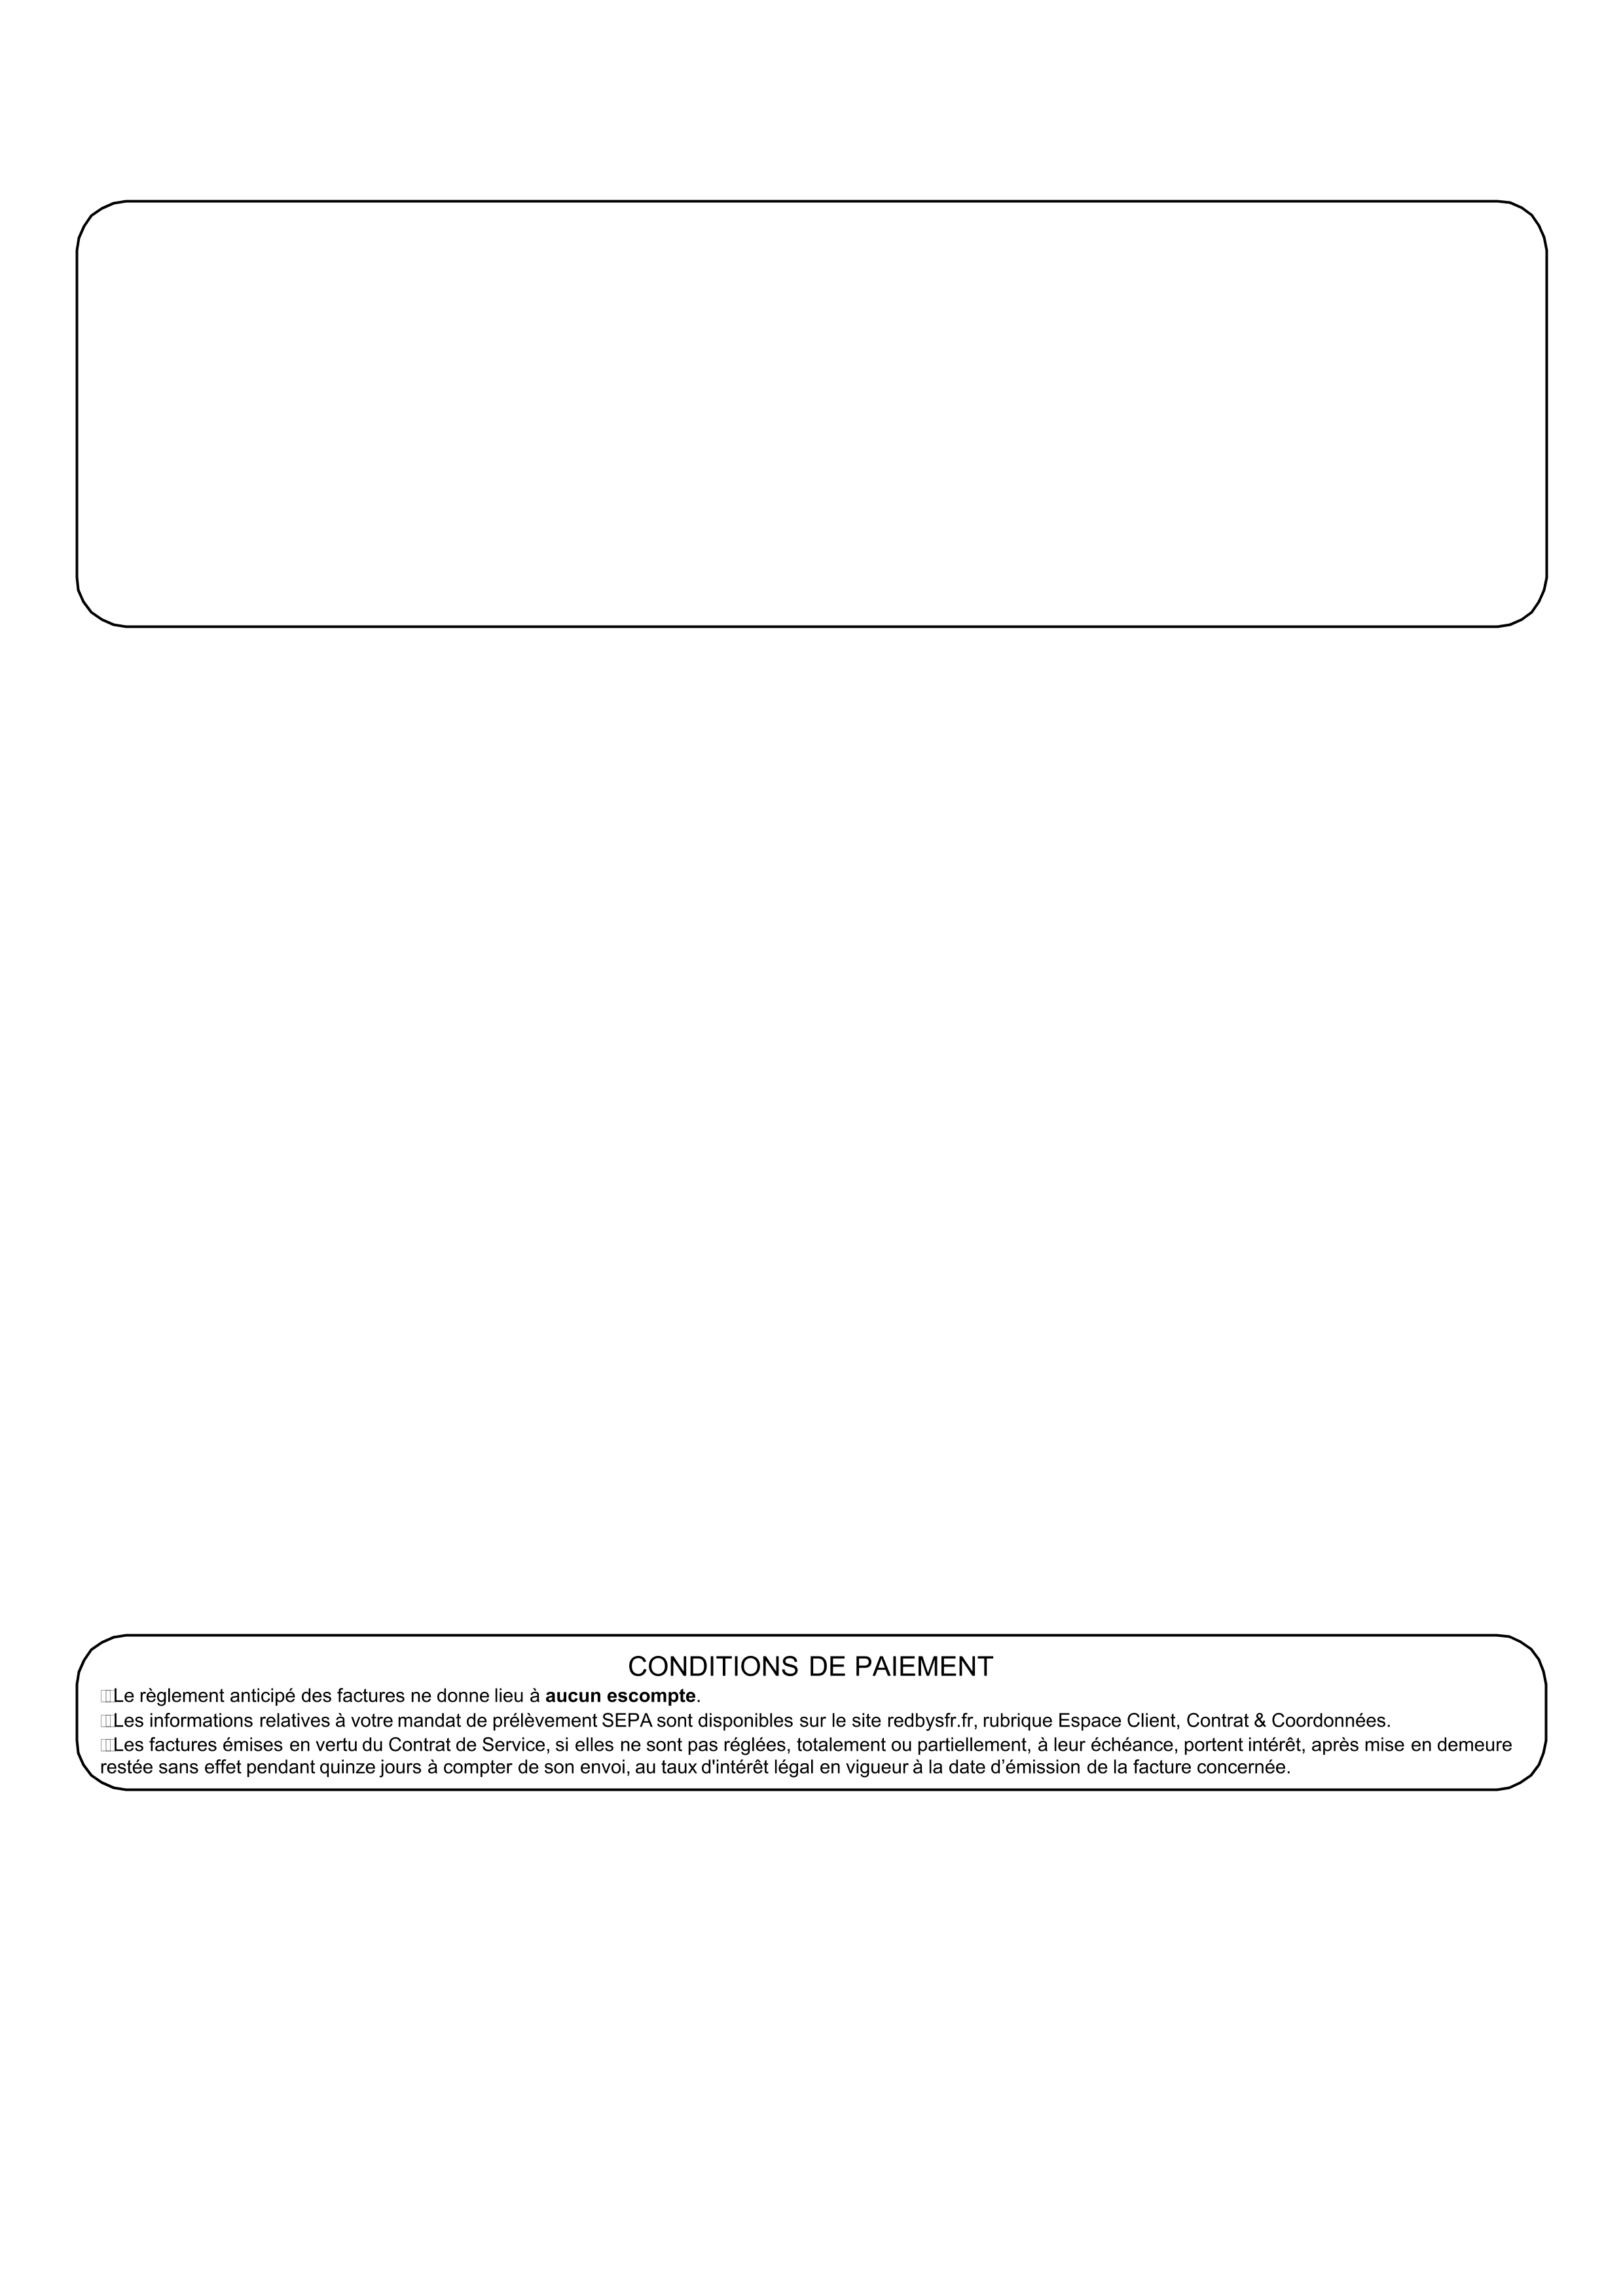 CONDITIONS DE PAIEMENT
Le règlement anticipé des factures ne donne lieu à aucun escompte.
Les informations relatives à votre mandat de prélèvement SEPA sont disponibles sur le site redbysfr.fr, rubrique Espace Client, Contrat & Coordonnées.
Les factures émises en vertu du Contrat de Service, si elles ne sont pas réglées, totalement ou partiellement, à leur échéance, portent intérêt, après mise en demeure
restée sans effet pendant quinze jours à compter de son envoi, au taux d'intérêt légal en vigueur à la date d’émission de la facture concernée.